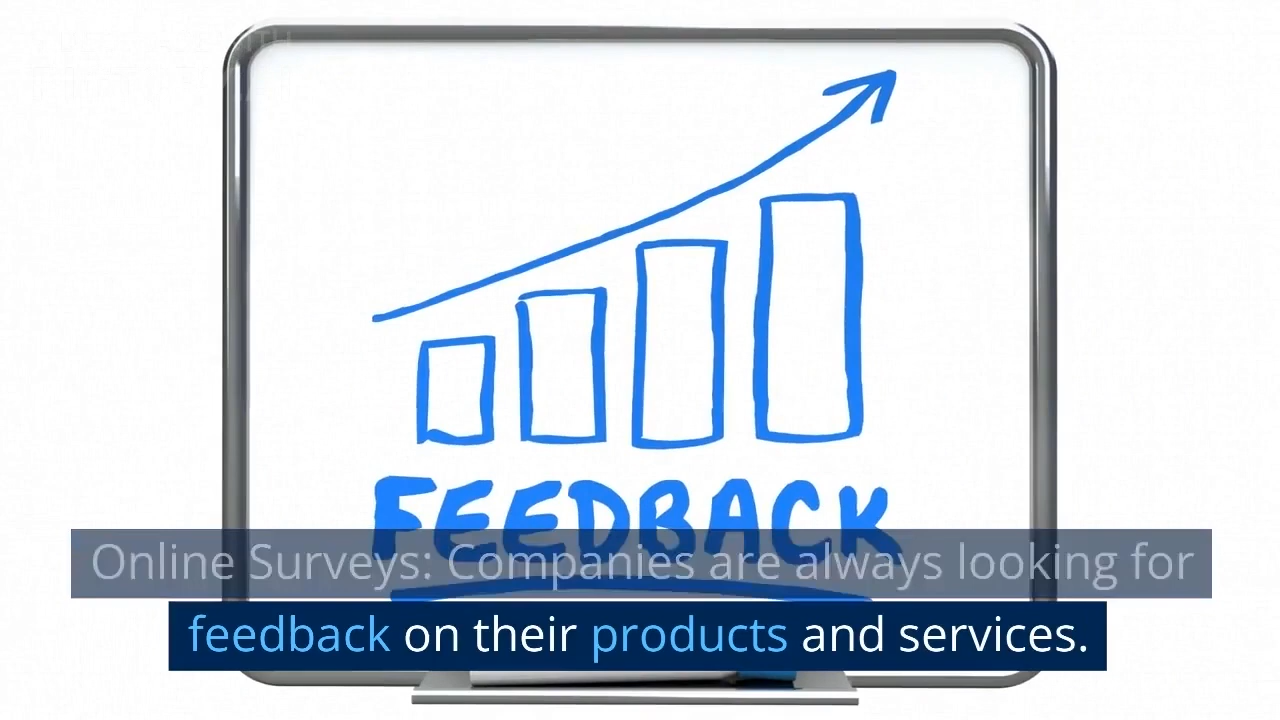 FEEDBACK
Online Surveys: Companies are always looking for
feedback on their products and services.